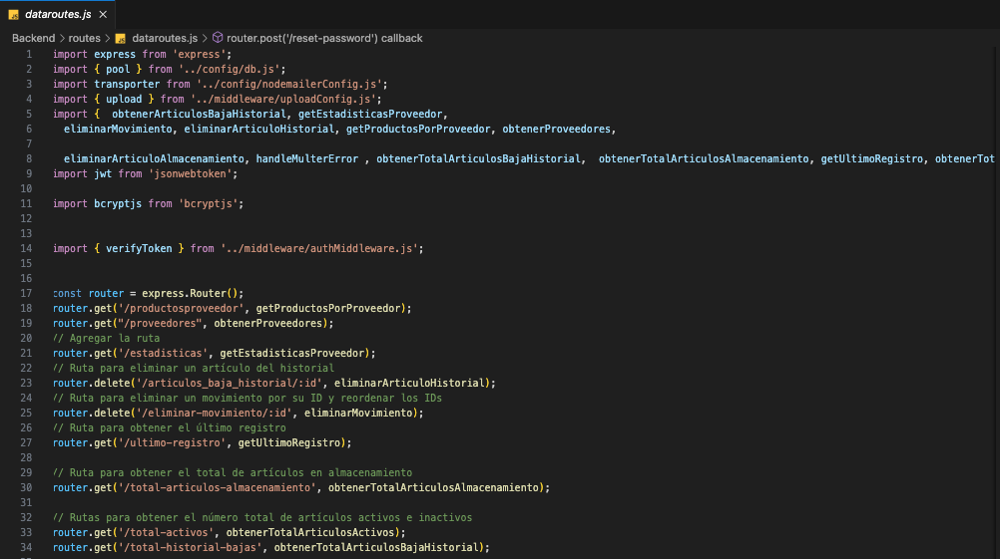 dataroutes.js
Backend > routes > dataroutes.js > router.post('/reset-password') callback
1 import express from 'express';
2 import { pool } from '../config/db.js';
3 import transporter from '../config/nodemailerConfig.js';
4 import { upload } from '../middleware/uploadConfig.js';
5 import {  obtenerArticulosBajaHistorial, getEstadisticasProveedor,
6   eliminarMovimiento, eliminarArticuloHistorial, getProductosPorProveedor, obtenerProveedores,
7
8   eliminarArticuloAlmacenamiento, handleMulterError , obtenerTotalArticulosBajaHistorial,  obtenerTotalArticulosAlmacenamiento, getUltimoRegistro, obtenerTot
9 import jwt from 'jsonwebtoken';
10
11 import bcryptjs from 'bcryptjs';
12
13
14 import { verifyToken } from '../middleware/authMiddleware.js';
15
16
17 const router = express.Router();
18 router.get('/productosproveedor', getProductosPorProveedor);
19 router.get("/proveedores", obtenerProveedores);
20 // Agregar la ruta
21 router.get('/estadisticas', getEstadisticasProveedor);
22 // Ruta para eliminar un artículo del historial
23 router.delete('/articulos_baja_historial/:id', eliminarArticuloHistorial);
24 // Ruta para eliminar un movimiento por su ID y reordenar los IDs
25 router.delete('/eliminar-movimiento/:id', eliminarMovimiento);
26 // Ruta para obtener el último registro
27 router.get('/ultimo-registro', getUltimoRegistro);
28
29 // Ruta para obtener el total de artículos en almacenamiento
30 router.get('/total-articulos-almacenamiento', obtenerTotalArticulosAlmacenamiento);
31
32 // Rutas para obtener el número total de artículos activos e inactivos
33 router.get('/total-activos', obtenerTotalArticulosActivos);
34 router.get('/total-historial-bajas', obtenerTotalArticulosBajaHistorial);